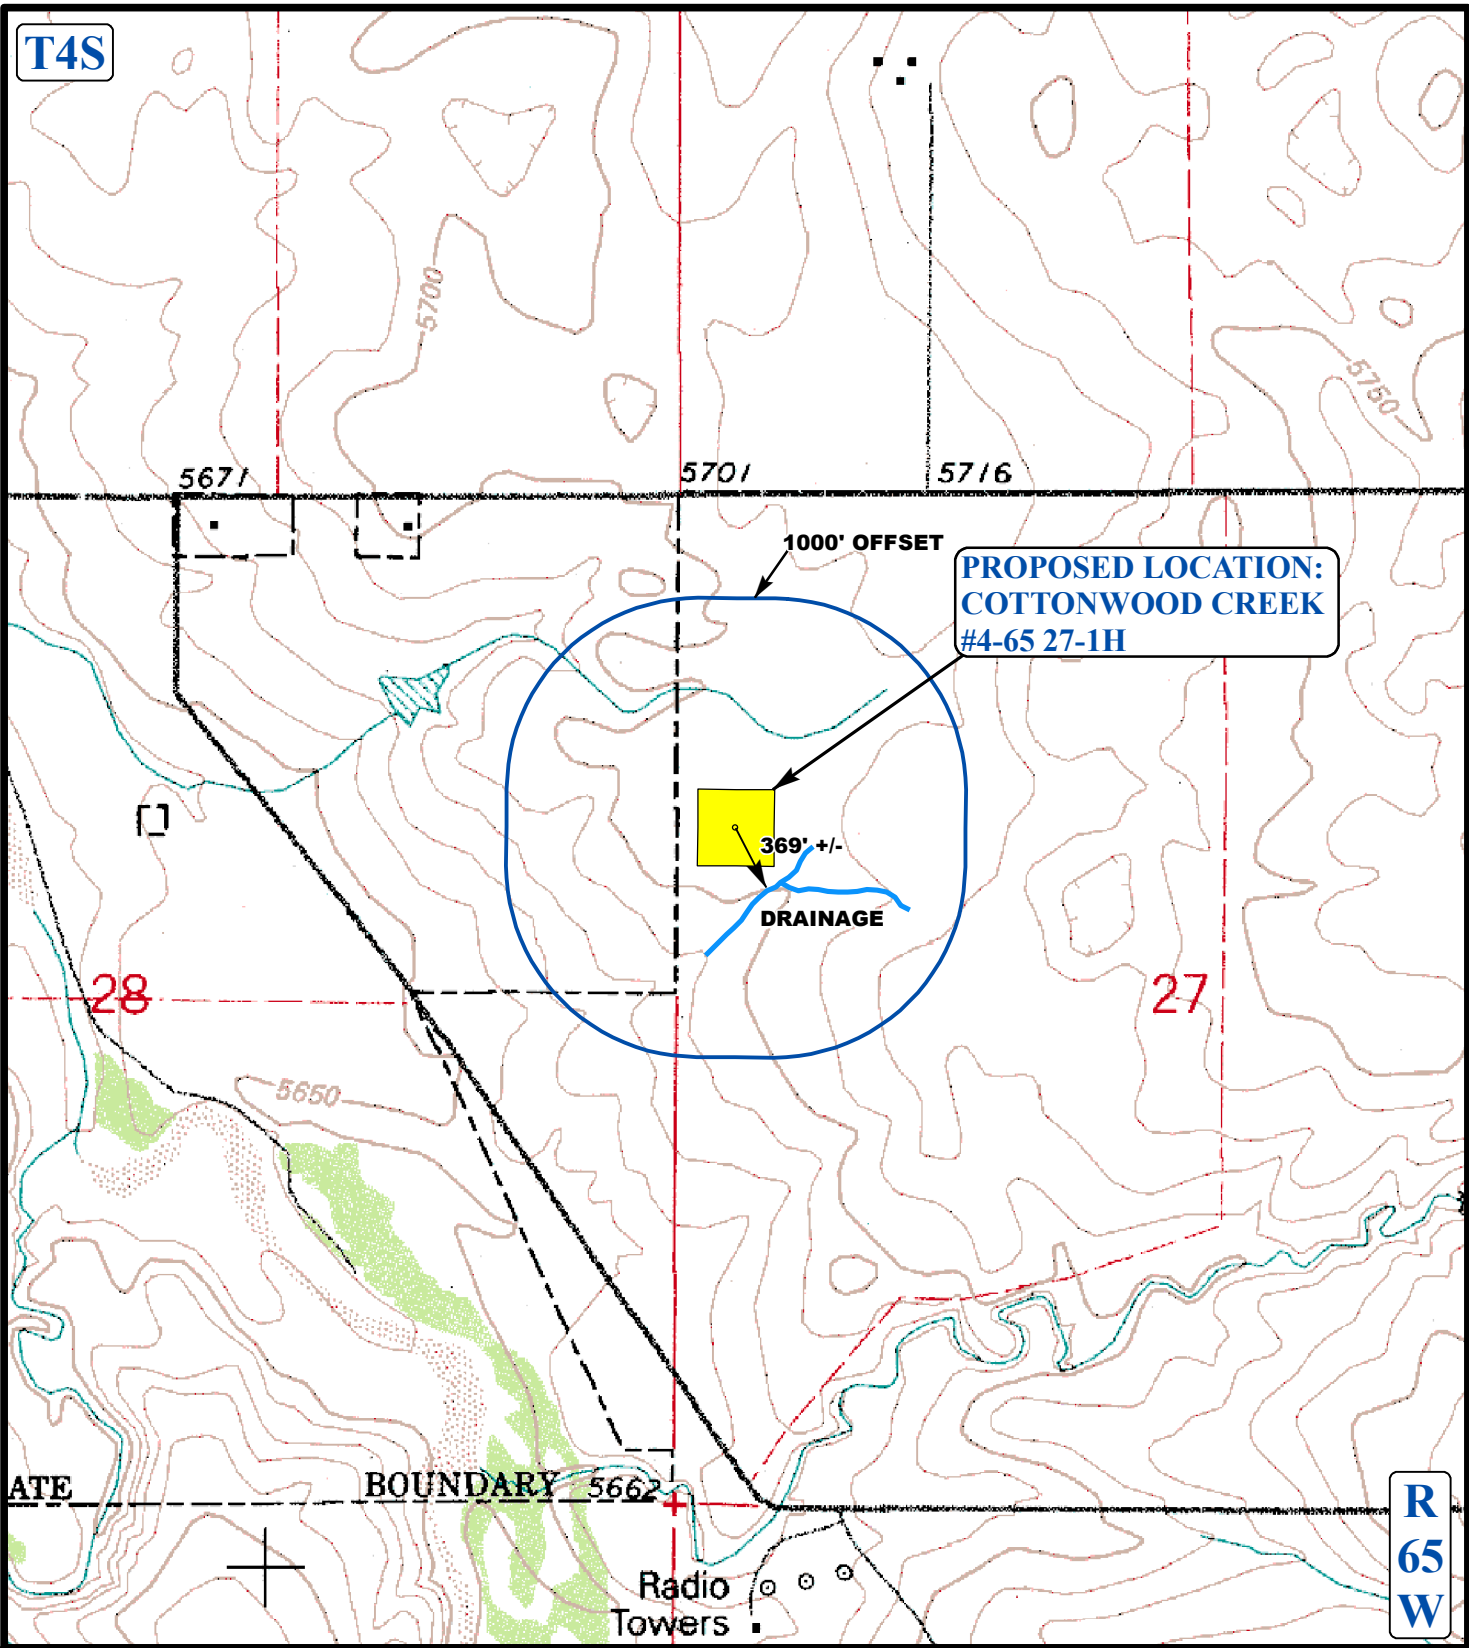 T4S
5700
5750
5671
5701
5716
1000' OFFSET
PROPOSED LOCATION:
COTTONWOOD CREEK
#4-65 27-1H
369' +/-
DRAINAGE
28
27
5650
ATE
BOUNDARY
5662
R
65
W
Radio
Towers